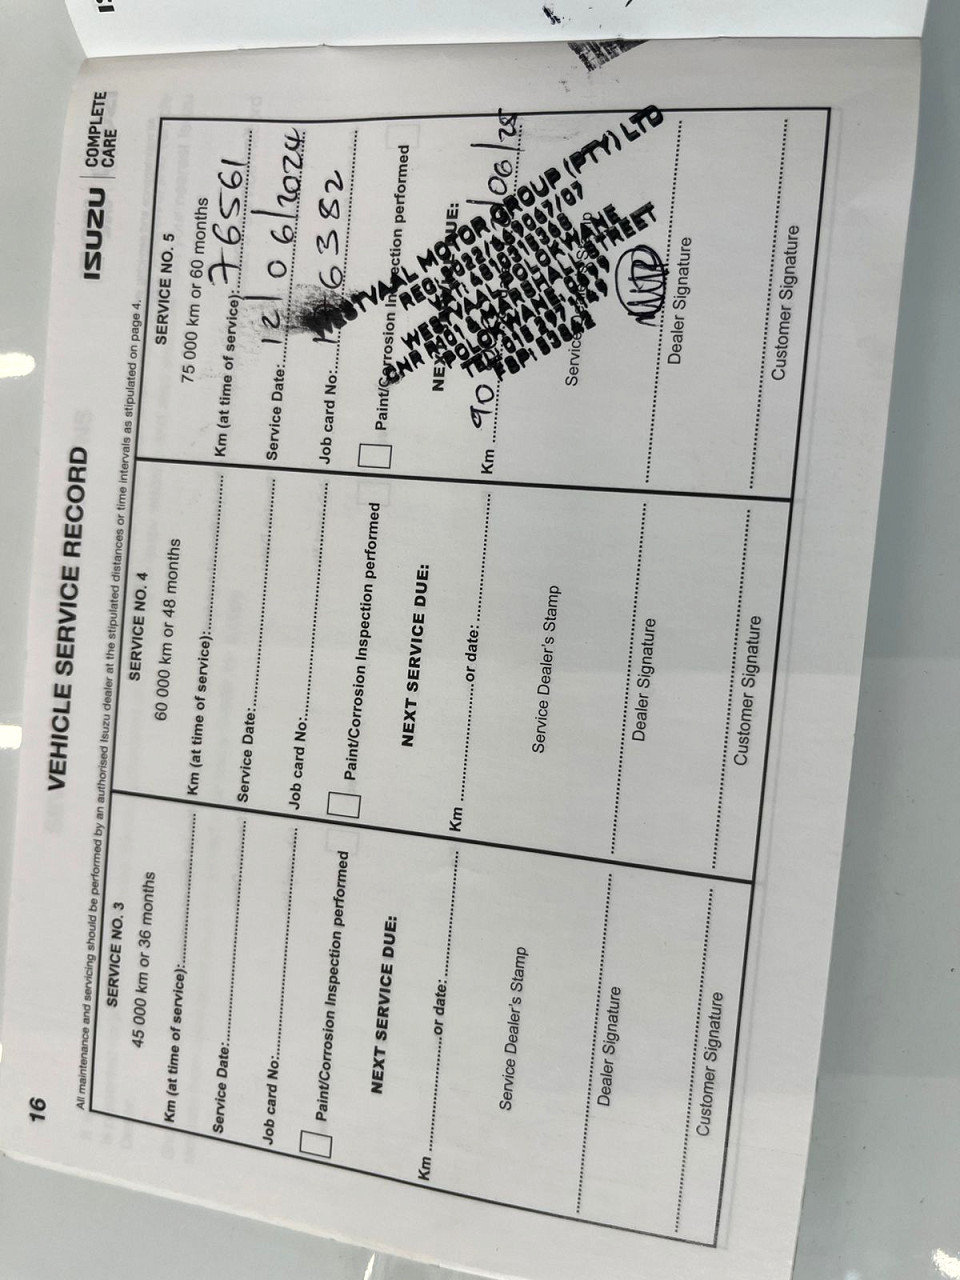 16
VEHICLE SERVICE RECORD
ISUZU COMPLETE CARE
All maintenance and servicing should be performed by an authorised Isuzu dealer at the stipulated distances or time intervals as stipulated on page 4.
SERVICE NO. 3
45 000 km or 36 months
Km (at time of service):
Service Date:
Job card No:
Paint/Corrosion Inspection performed
NEXT SERVICE DUE:
Km or date:
Service Dealer's Stamp
Dealer Signature
Customer Signature
SERVICE NO. 4
60 000 km or 48 months
Km (at time of service):
Service Date:
Job card No:
Paint/Corrosion Inspection performed
NEXT SERVICE DUE:
Km or date:
Service Dealer's Stamp
Dealer Signature
Customer Signature
SERVICE NO. 5
75 000 km or 60 months
Km (at time of service): 76561
Service Date: 12/06/2024
Job card No: 6382
Paint/Corrosion Inspection performed
NEXT DUE:
Km 90 /06/25
WESTVAAL MOTOR GROUP (PTY) LTD
WESTVAAL POLOKWANE
STREET
POLOKWANE
Dealer Signature
Customer Signature